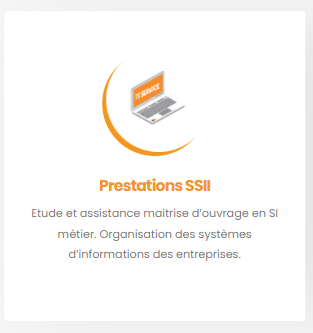 IT SERVICE
Prestations SSII
Etude et assistance maitrise d'ouvrage en SI
métier. Organisation des systèmes
d'informations des entreprises.